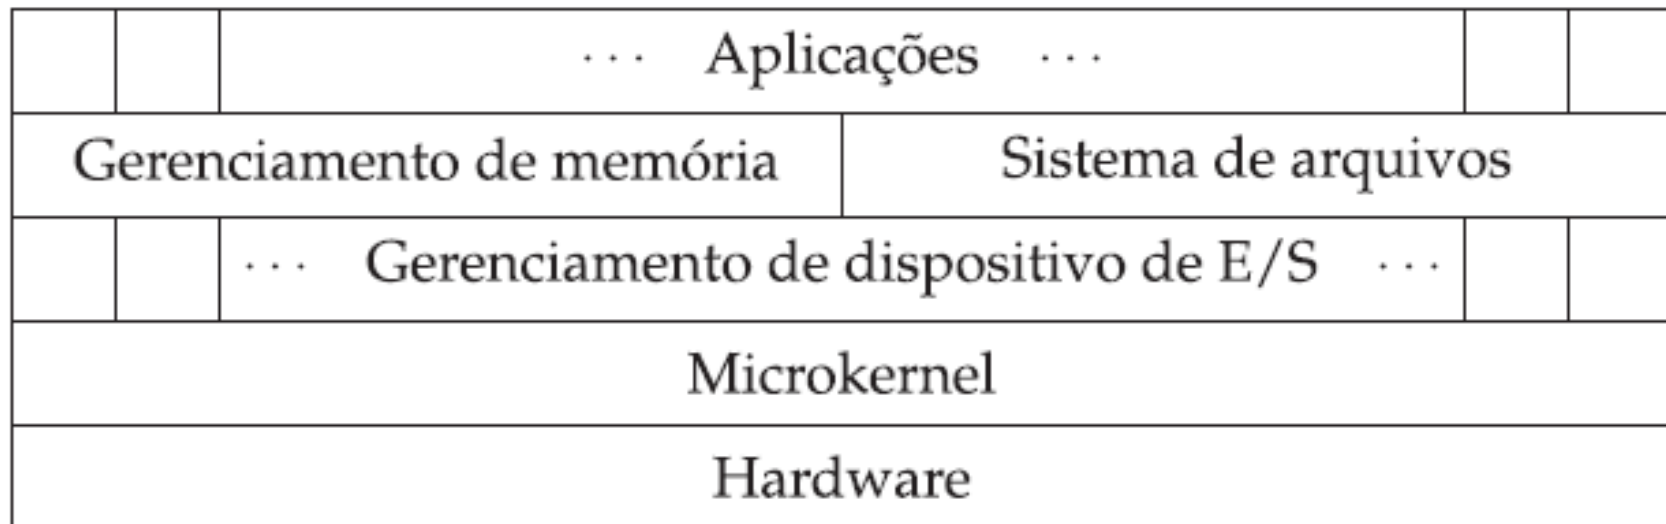 ··· Aplicações ···
Gerenciamento de memória Sistema de arquivos
··· Gerenciamento de dispositivo de E/S ···
Microkernel
Hardware